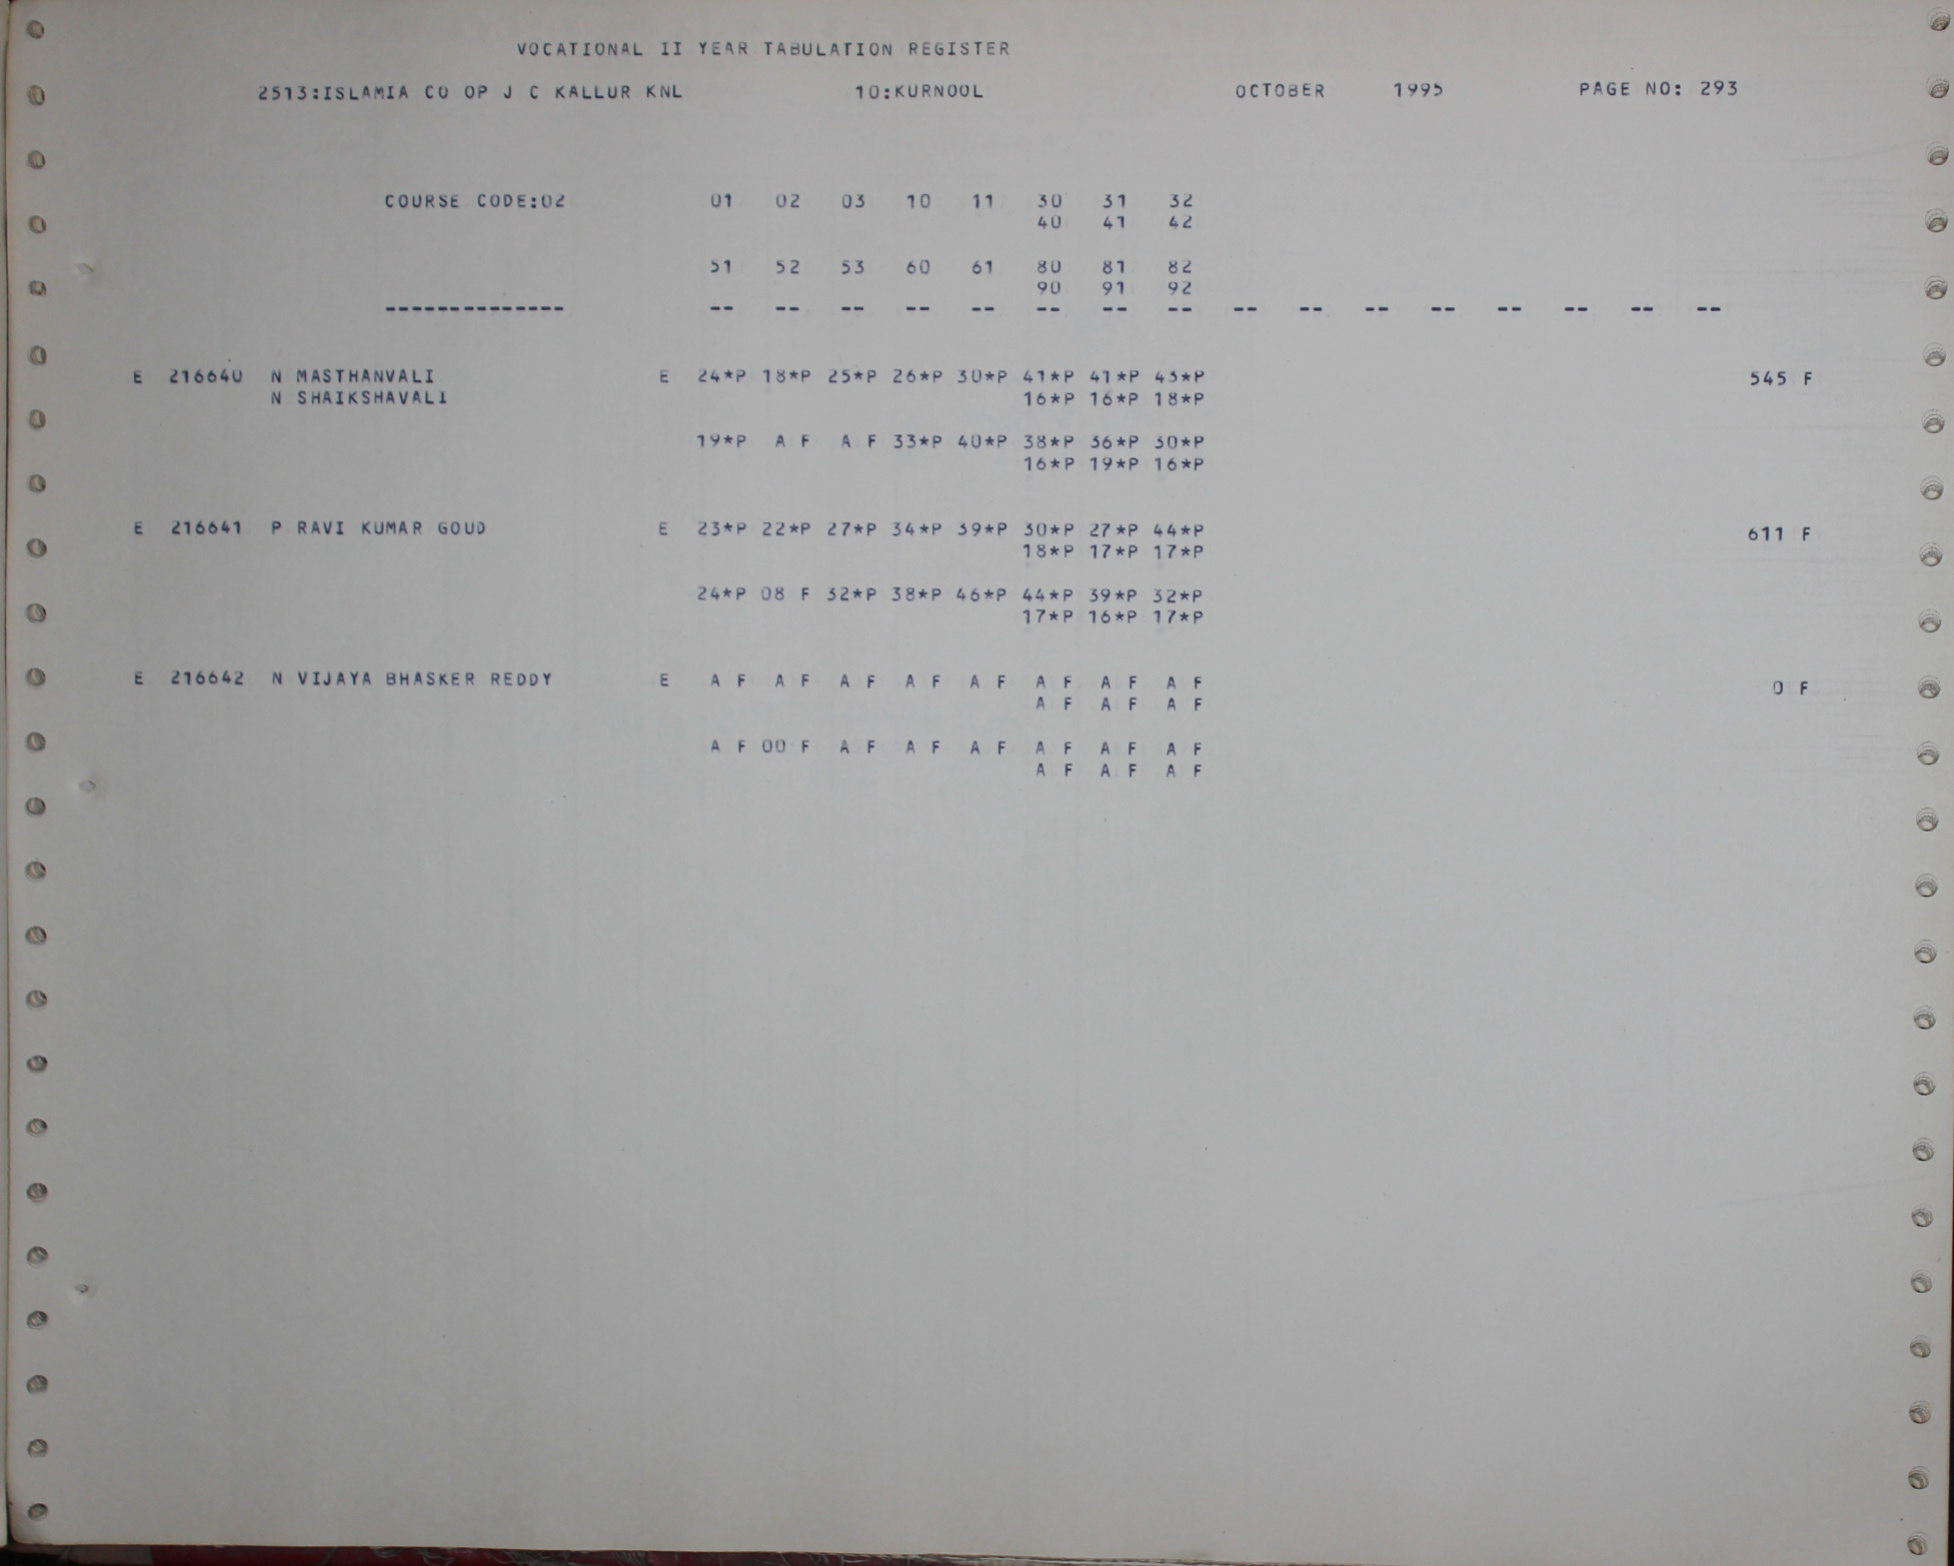 VOCATIONAL II YEAR TABULATION REGISTER
2513:ISLAMIA CO OP J C KALLUR KNL 10:KURNOOL OCTOBER 1995 PAGE NO: 293
COURSE CODE:02 01 02 03 10 11 30 31 32
40 41 42
51 52 53 60 61 80 81 82
90 91 92
-------------- -- -- -- -- -- -- -- -- -- -- -- -- -- -- -- --
E 216640 N MASTHANVALI E 24*P 18*P 25*P 26*P 30*P 41*P 41*P 43*P 545 F
N SHAIKSHAVALI 16*P 16*P 18*P
19*P A F A F 33*P 40*P 38*P 36*P 30*P
16*P 19*P 16*P
E 216641 P RAVI KUMAR GOUD E 23*P 22*P 27*P 34*P 39*P 30*P 27*P 44*P 611 F
18*P 17*P 17*P
24*P 08 F 32*P 38*P 46*P 44*P 39*P 32*P
17*P 16*P 17*P
E 216642 N VIJAYA BHASKER REDDY E A F A F A F A F A F A F A F A F 0 F
A F A F A F
A F 00 F A F A F A F A F A F A F
A F A F A F